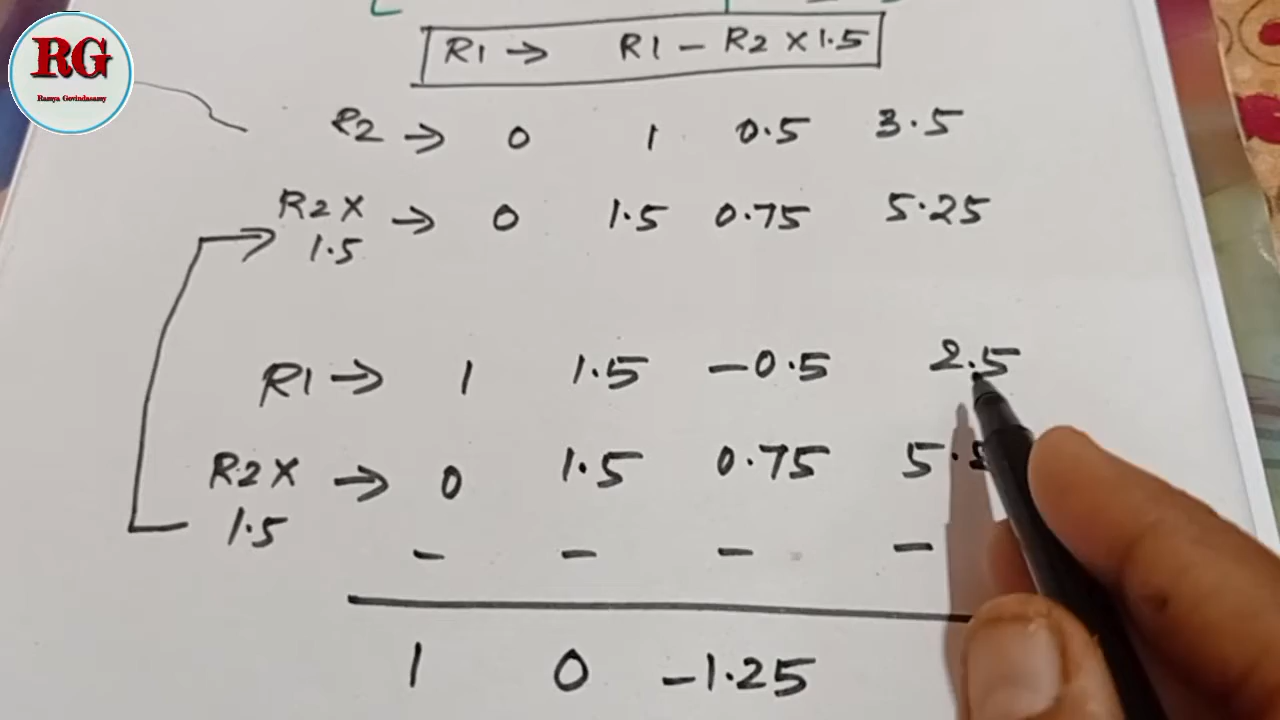 RG
Ramya Govindasamy
R1 → R1 - R2 × 1.5
R2 → 0 1 0.5 3.5
R2 × 1.5 → 0 1.5 0.75 5.25
R1 → 1 1.5 -0.5 2.5
R2 × 1.5 → 0 1.5 0.75
- - - -
1 0 -1.25